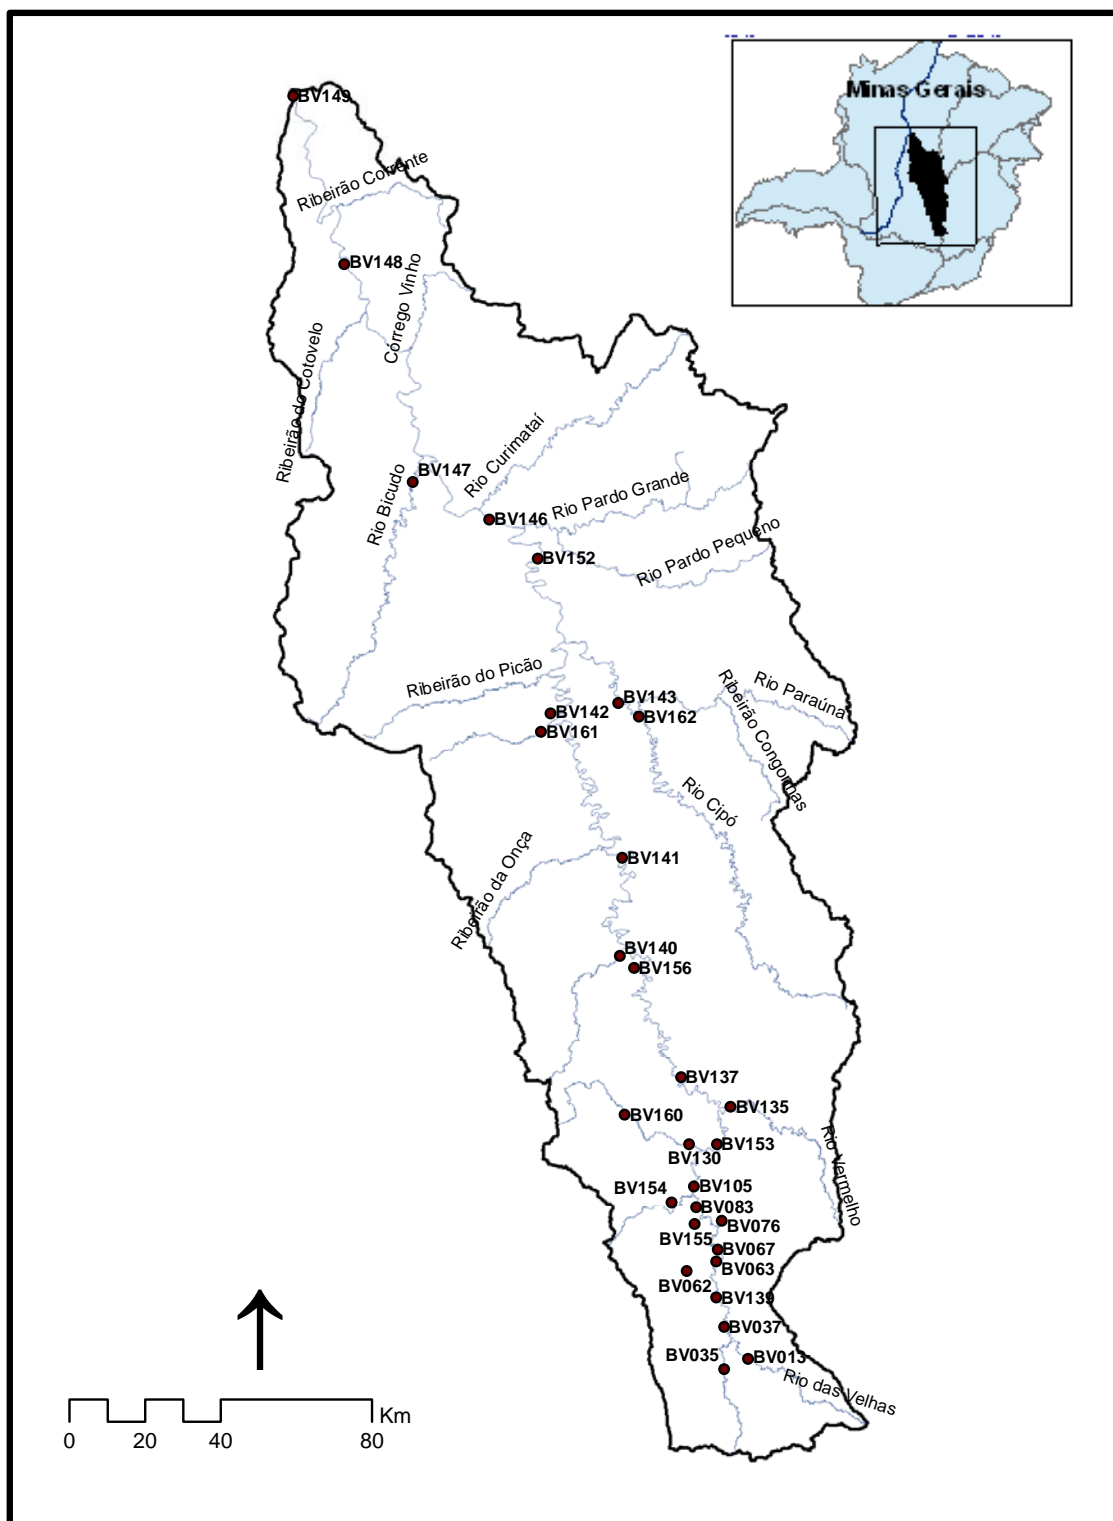 Minas Gerais
BV149
Ribeirão Corrente
BV148
Córrego Vinho
Ribeirão do Cotovelo
Rio Curimataí
BV147
Rio Bicudo
Rio Pardo Grande
BV146
Rio Pardo Pequeno
BV152
Ribeirão do Picão
Rio Paraúna
Ribeirão Congonhas
BV143
BV142
BV162
BV161
Rio Cipó
BV141
Ribeirão da Onça
BV140
BV156
BV137
BV135
BV160
Rio Vermelho
BV153
BV130
BV105
BV154
BV083
BV076
BV155
BV067
BV063
BV062
BV139
BV037
BV035
BV013
Rio das Velhas
Km
0 20 40 80